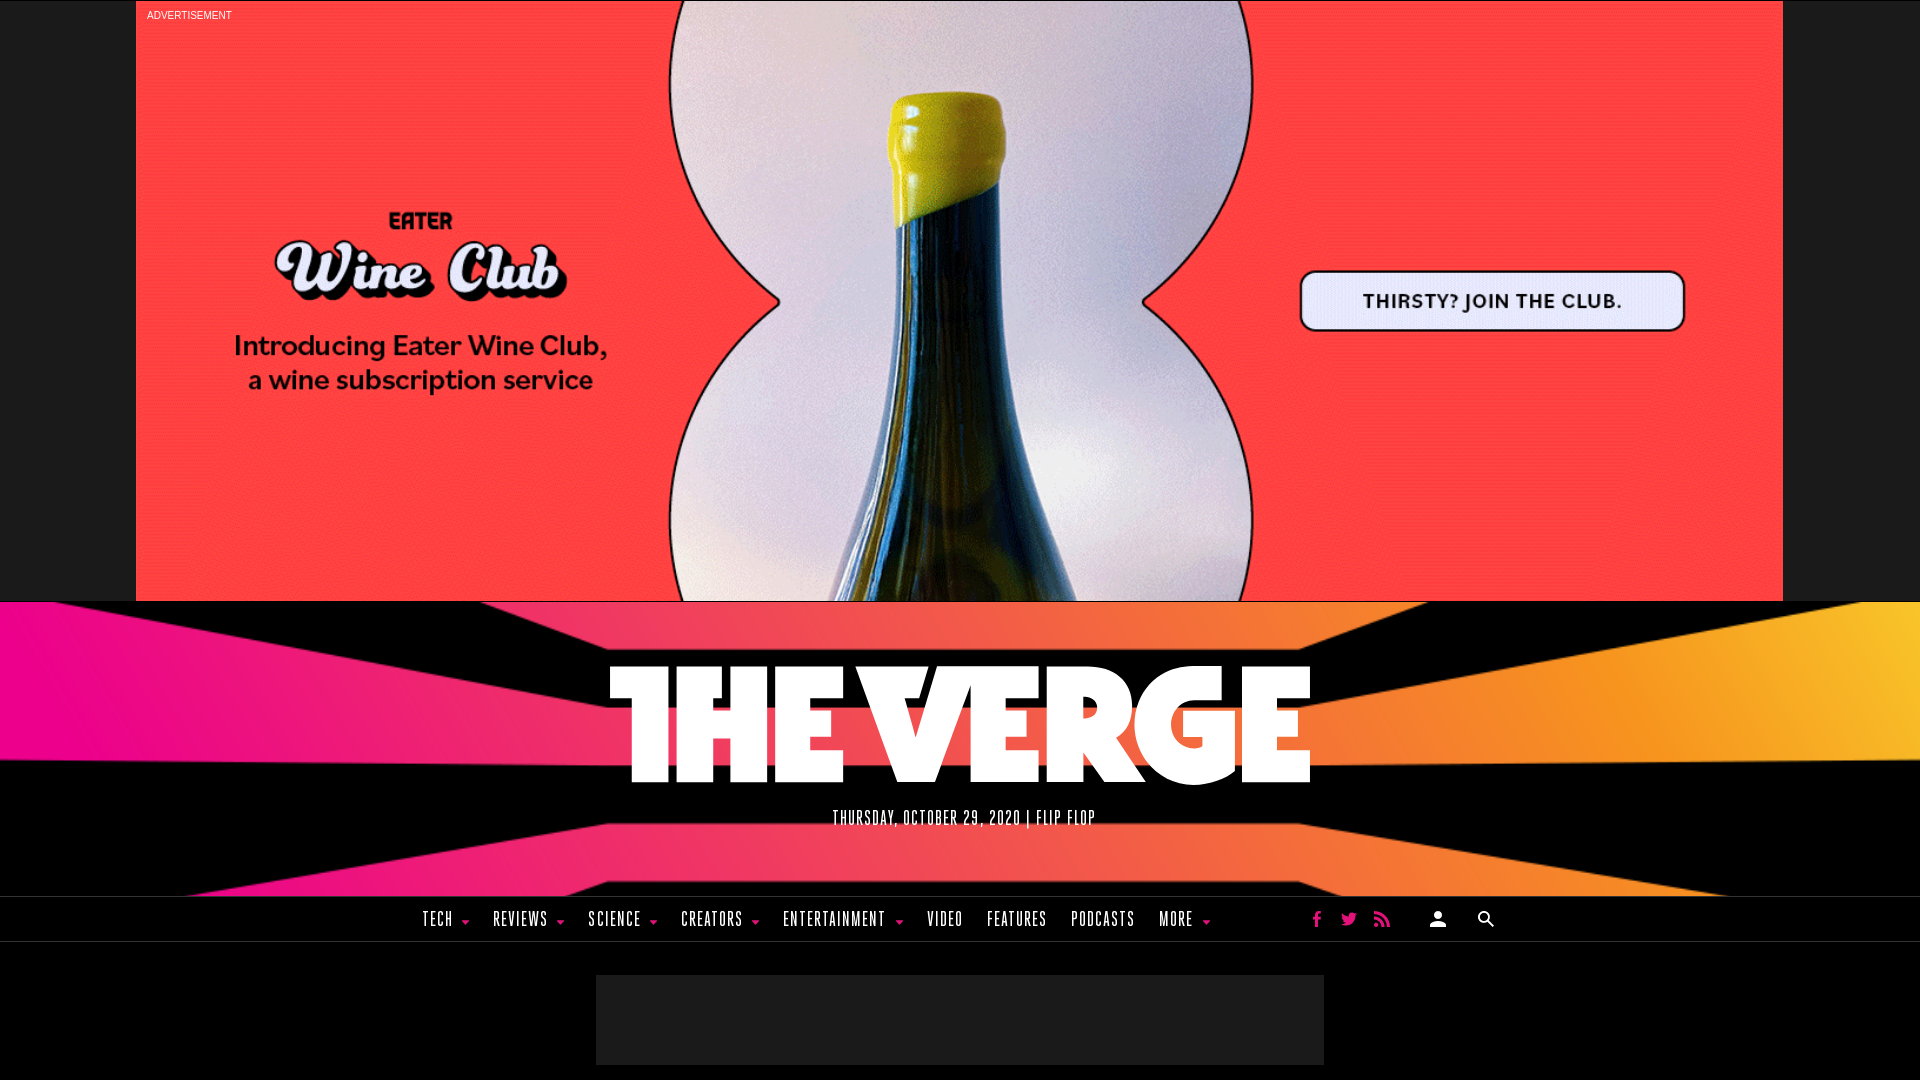 ADVERTISEMENT
EATER
Wine Club
Introducing Eater Wine Club,
a wine subscription service
THIRSTY? JOIN THE CLUB.
THE VERGE
THURSDAY, OCTOBER 29, 2020 | FLIP FLOP
TECH REVIEWS SCIENCE CREATORS ENTERTAINMENT VIDEO FEATURES PODCASTS MORE